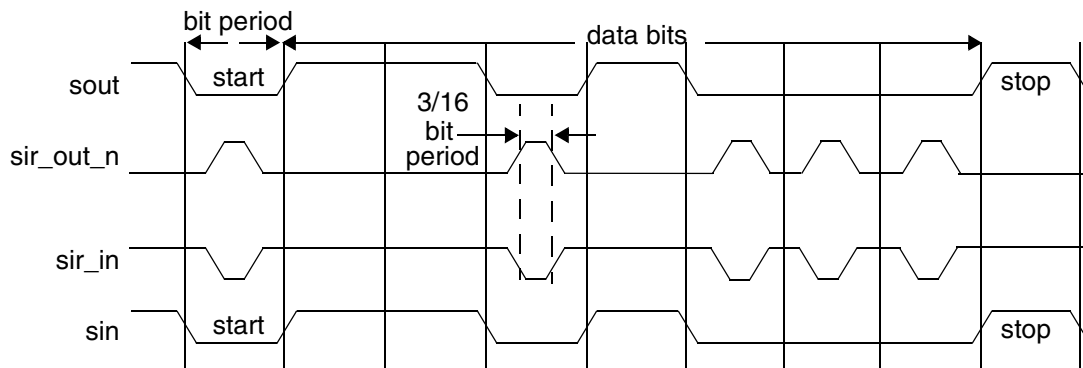 bit period
data bits
sout
start
stop
3/16
bit
period
sir_out_n
sir_in
sin
start
stop